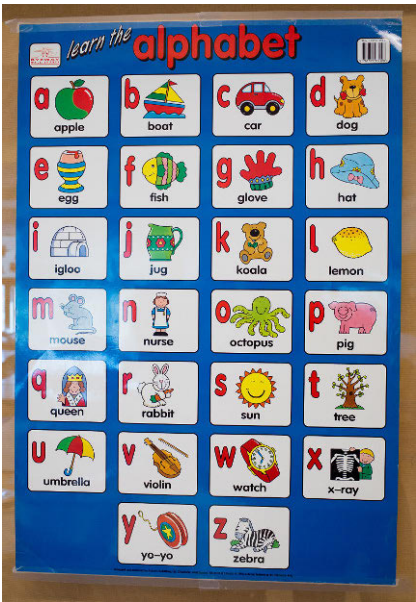 learn the alphabet
a
apple
b
boat
c
car
d
dog
e
egg
f
fish
g
glove
h
hat
i
igloo
j
jug
k
koala
l
lemon
m
mouse
n
nurse
o
octopus
p
pig
q
queen
r
rabbit
s
sun
t
tree
u
umbrella
v
violin
w
watch
x
x-ray
y
yo-yo
z
zebra